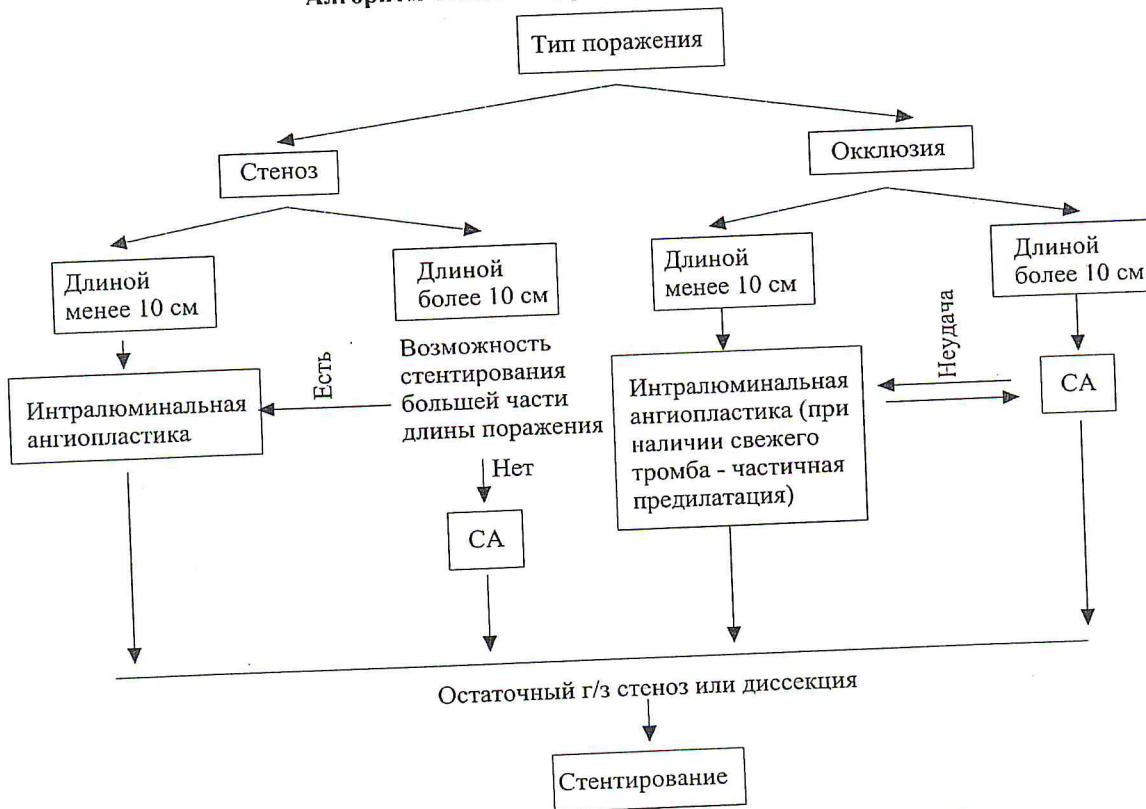 Тип поражения
Стеноз
Окклюзия
Длиной
менее 10 см
Длиной
более 10 см
Длиной
менее 10 см
Длиной
более 10 см
Есть
Возможность
стентирования
большей части
длины поражения
Нет
Интралюминальная
ангиопластика
СА
Интралюминальная
ангиопластика (при
наличии свежего
тромба - частичная
предилатация)
Неудача
СА
Остаточный г/з стеноз или диссекция
Стентирование